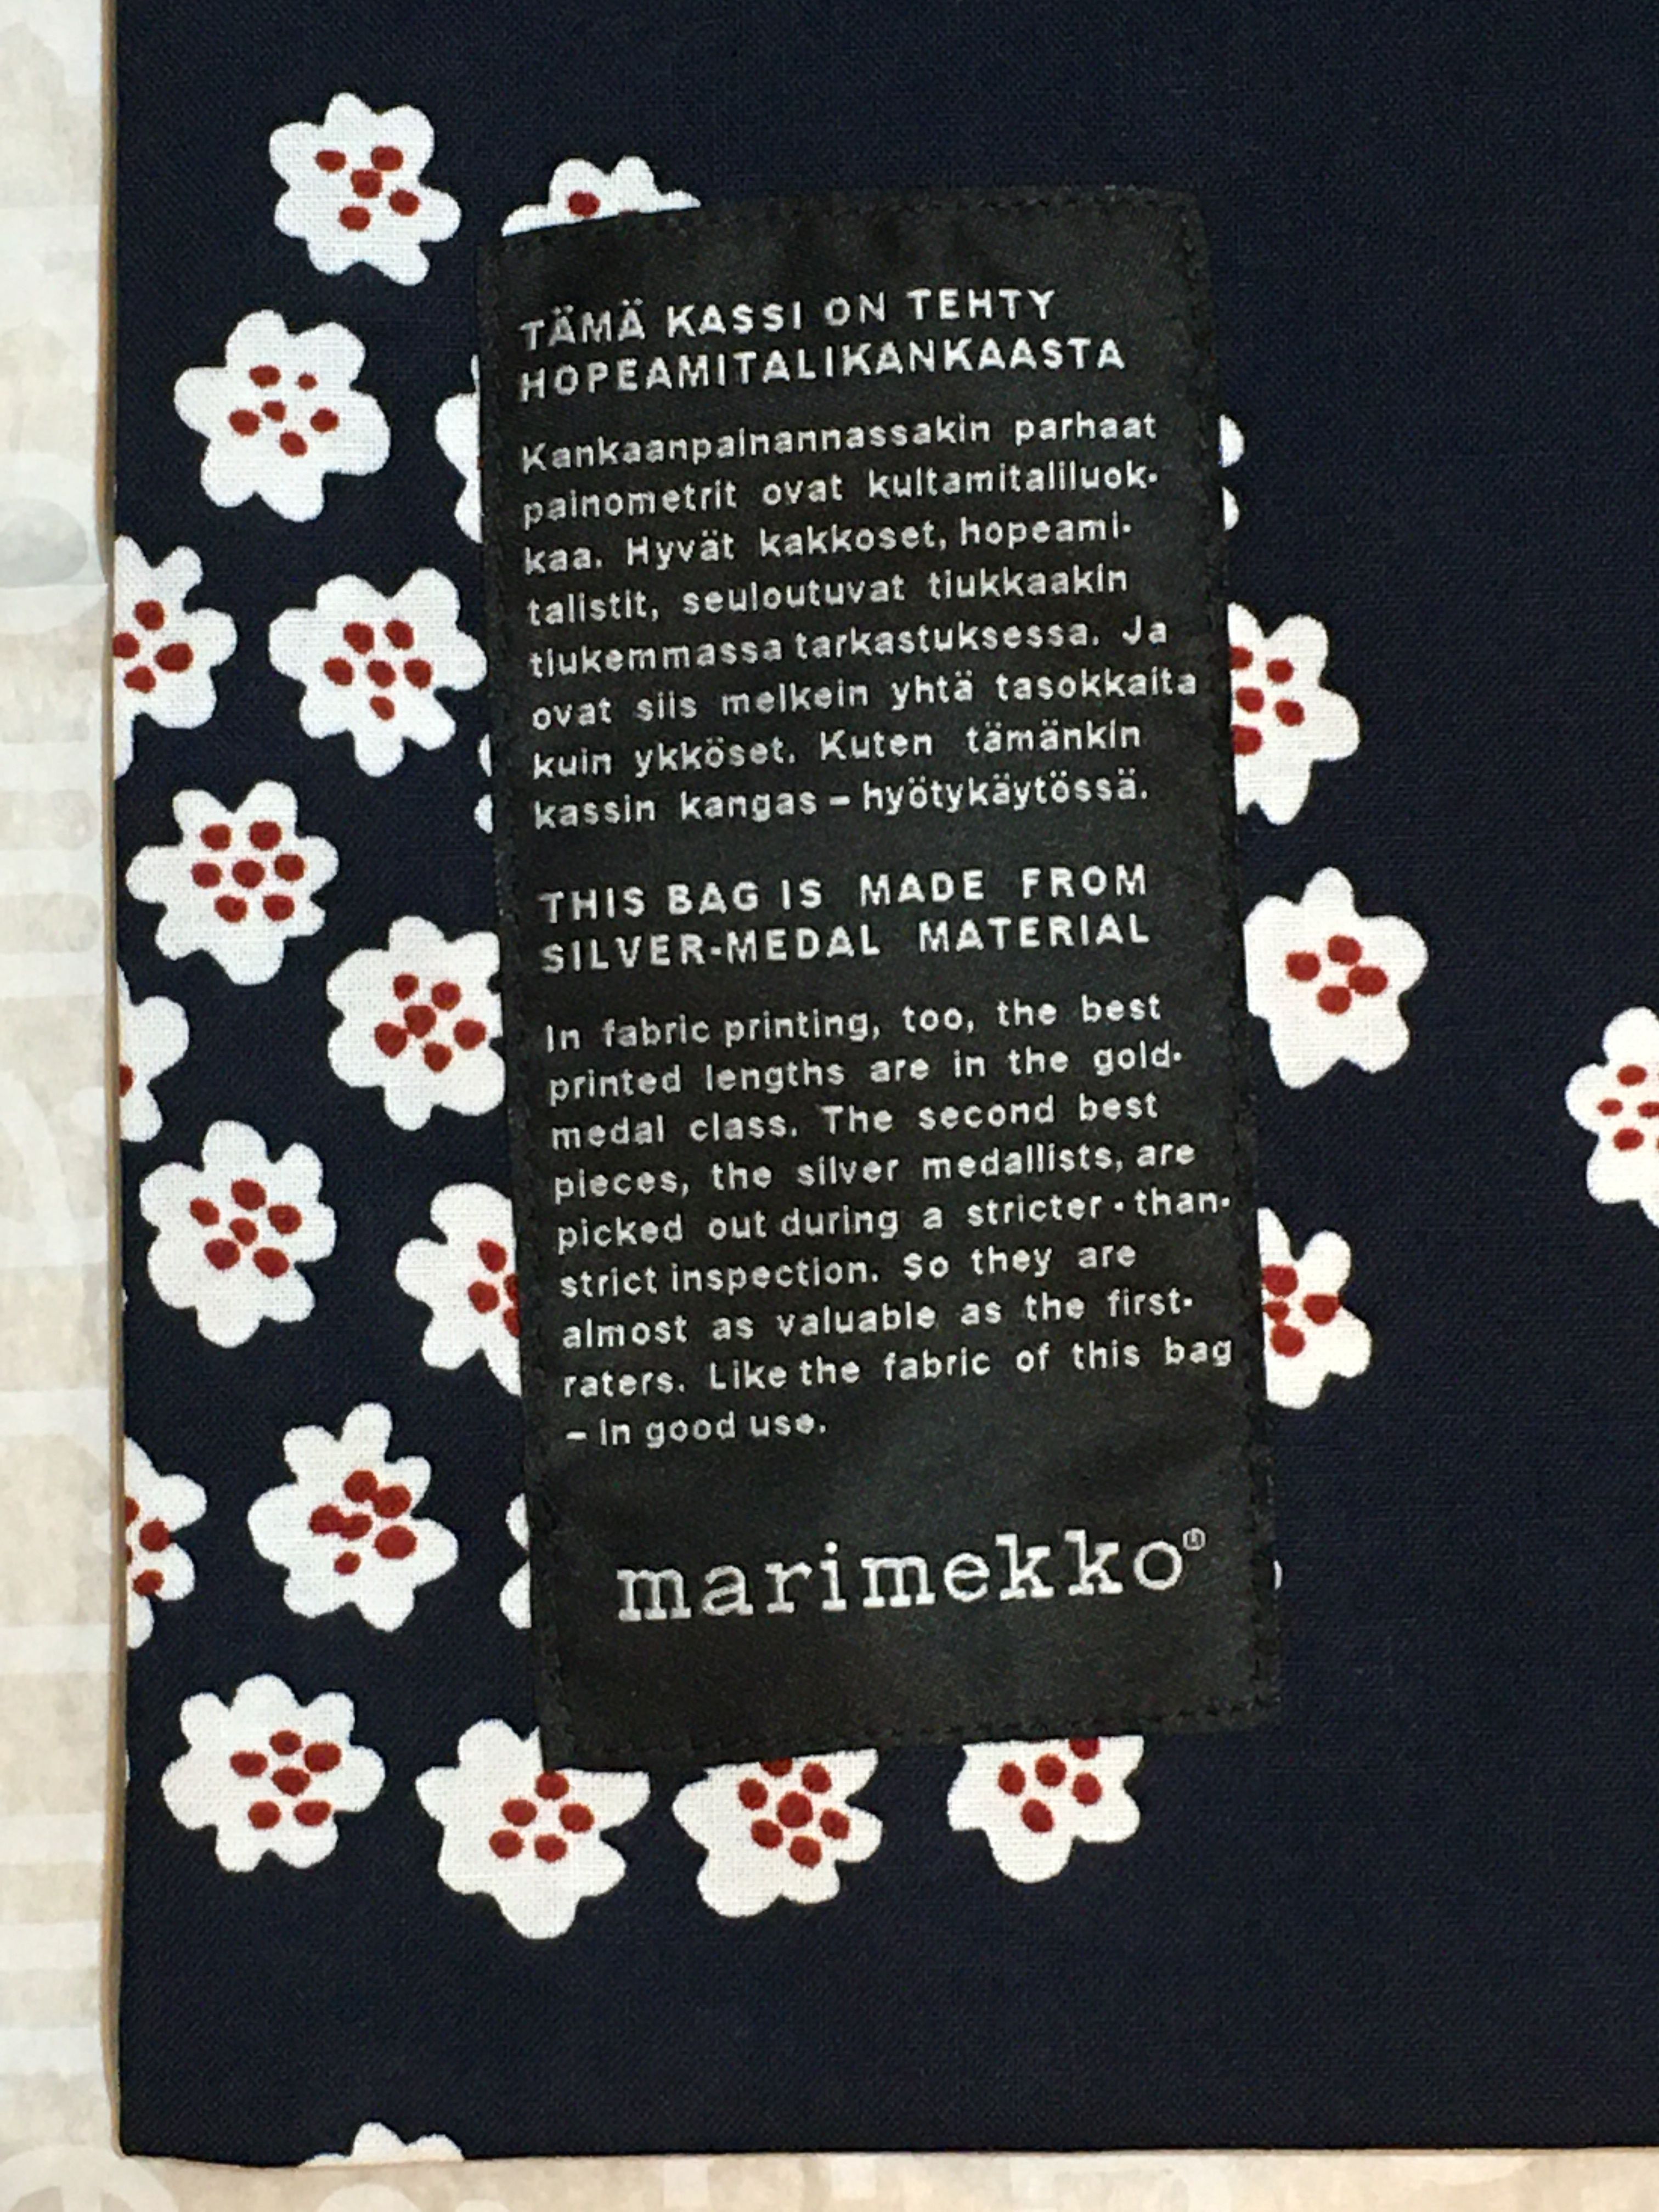 TÄMÄ KASSI ON TEHTY
HOPEAMITALIKANKAASTA
Kankaanpainannassakin parhaat
painometrit ovat kultamitaliluok-
kaa. Hyvät kakkoset, hopeami-
talistit, seuloutuvat tiukkaakin
tiukemmassa tarkastuksessa. Ja
ovat siis melkein yhtä tasokkaita
kuin ykköset. Kuten tämänkin
kassin kangas – hyötykäytössä.
THIS BAG IS MADE FROM
SILVER-MEDAL MATERIAL
In fabric printing, too, the best
printed lengths are in the gold-
medal class. The second best
pieces, the silver medallists, are
picked out during a stricter-than-
strict inspection. So they are
almost as valuable as the first-
raters. Like the fabric of this bag
– in good use.
marimekko®